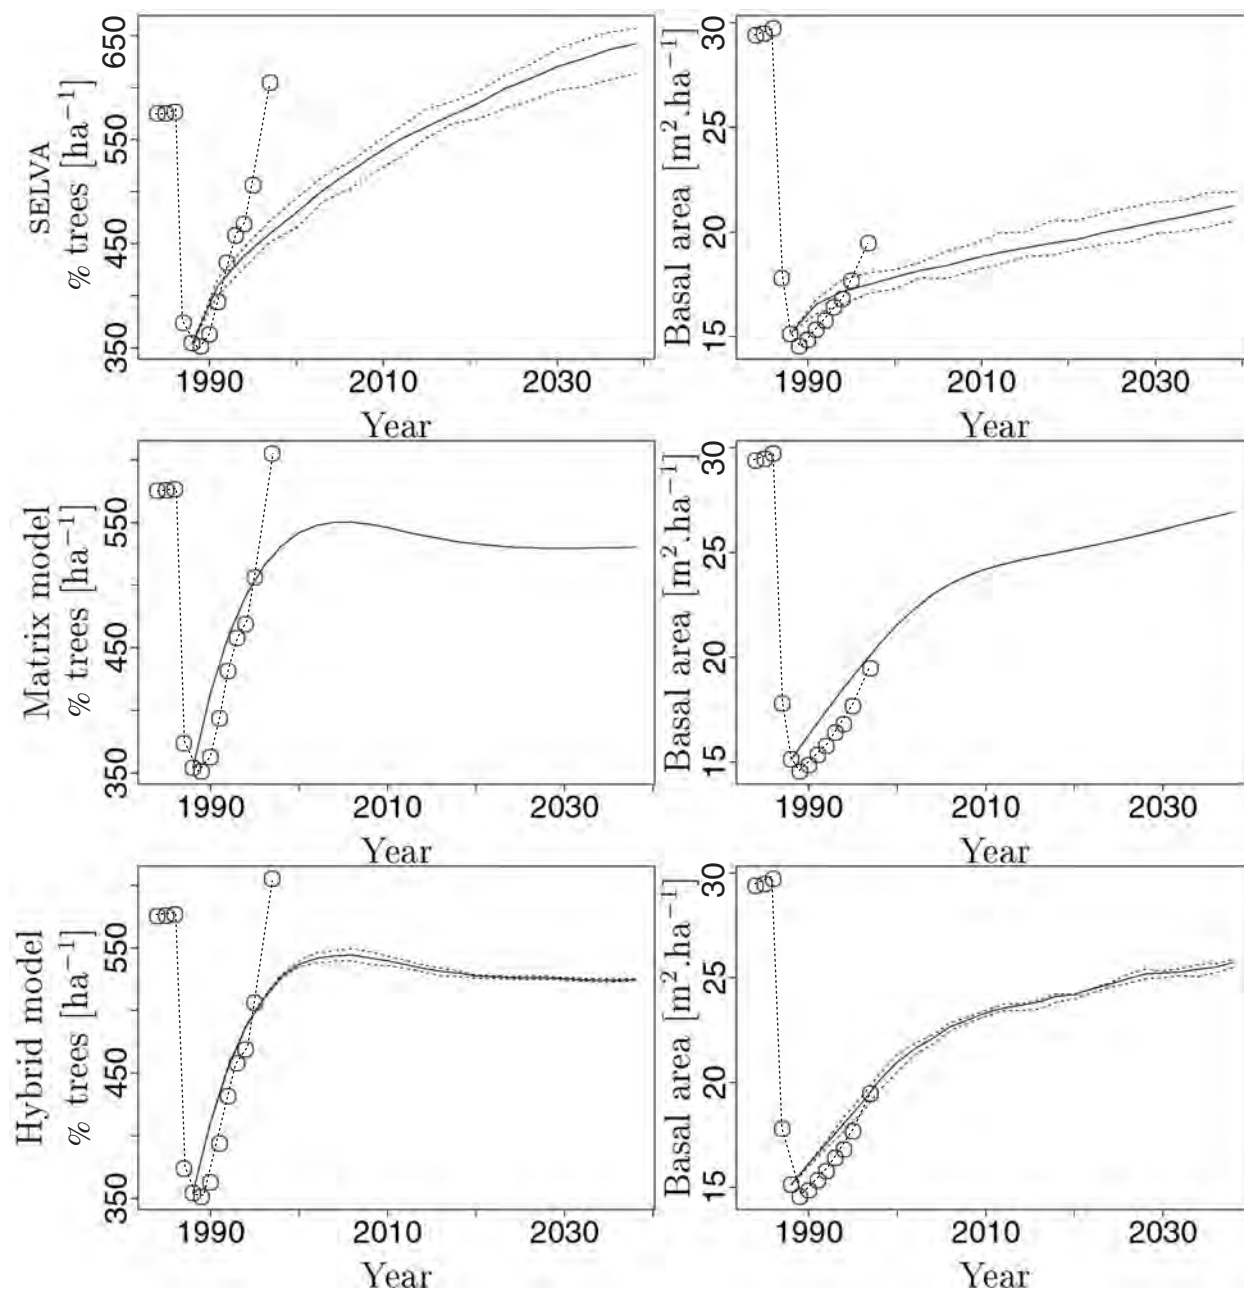 SELVA
% trees [ha⁻¹]
350 450 550 650
1990 2010 2030
Year
Basal area [m².ha⁻¹]
15 20 25 30
1990 2010 2030
Year
Matrix model
% trees [ha⁻¹]
350 450 550
1990 2010 2030
Year
Basal area [m².ha⁻¹]
15 20 25 30
1990 2010 2030
Year
Hybrid model
% trees [ha⁻¹]
350 450 550
1990 2010 2030
Year
Basal area [m².ha⁻¹]
15 20 25 30
1990 2010 2030
Year